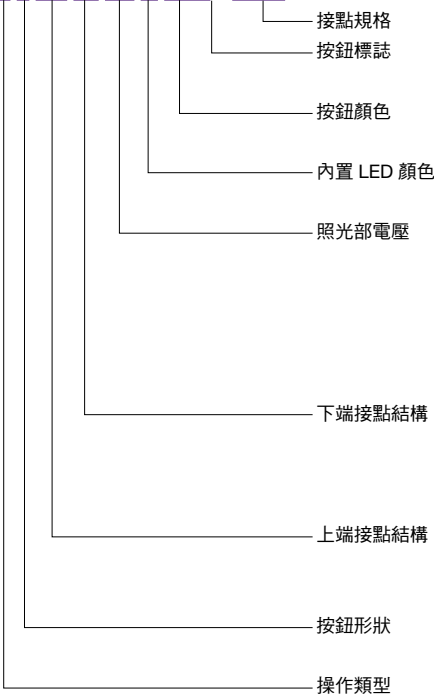 接點規格
按鈕標誌
按鈕顏色
內置 LED 顏色
照光部電壓
下端接點結構
上端接點結構
按鈕形狀
操作類型